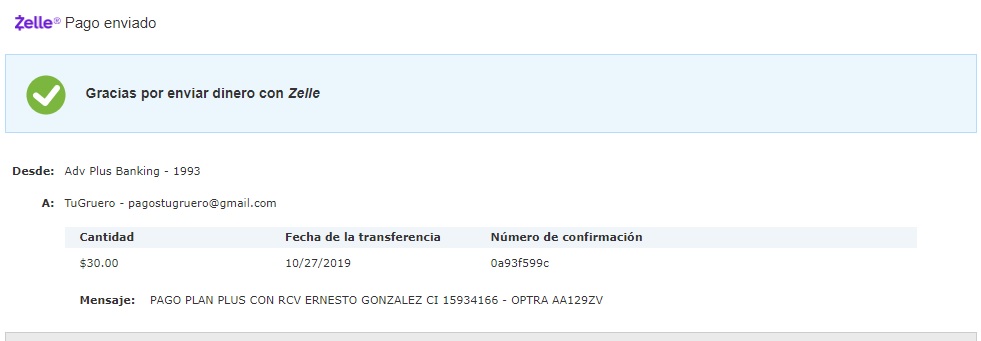 Zelle® Pago enviado
Gracias por enviar dinero con Zelle
Desde: Adv Plus Banking - 1993
A: TuGruero - pagostugruero@gmail.com
Cantidad Fecha de la transferencia Número de confirmación
$30.00 10/27/2019 0a93f599c
Mensaje: PAGO PLAN PLUS CON RCV ERNESTO GONZALEZ CI 15934166 - OPTRA AA129ZV